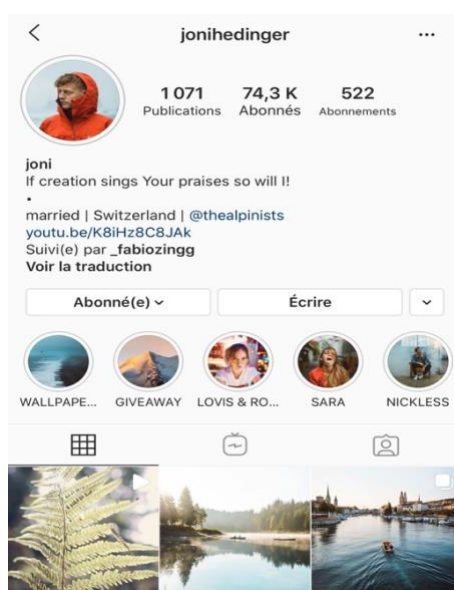 jonihedinger
1 071 74,3 K 522
Publications Abonnés Abonnements
joni
If creation sings Your praises so will I!
•
married | Switzerland | @thealpinists
youtu.be/K8iHz8C8JAk
Suivi(e) par _fabiozingg
Voir la traduction
Abonné(e) Écrire
WALLPAPE... GIVEAWAY LOVIS & RO... SARA NICKLESS